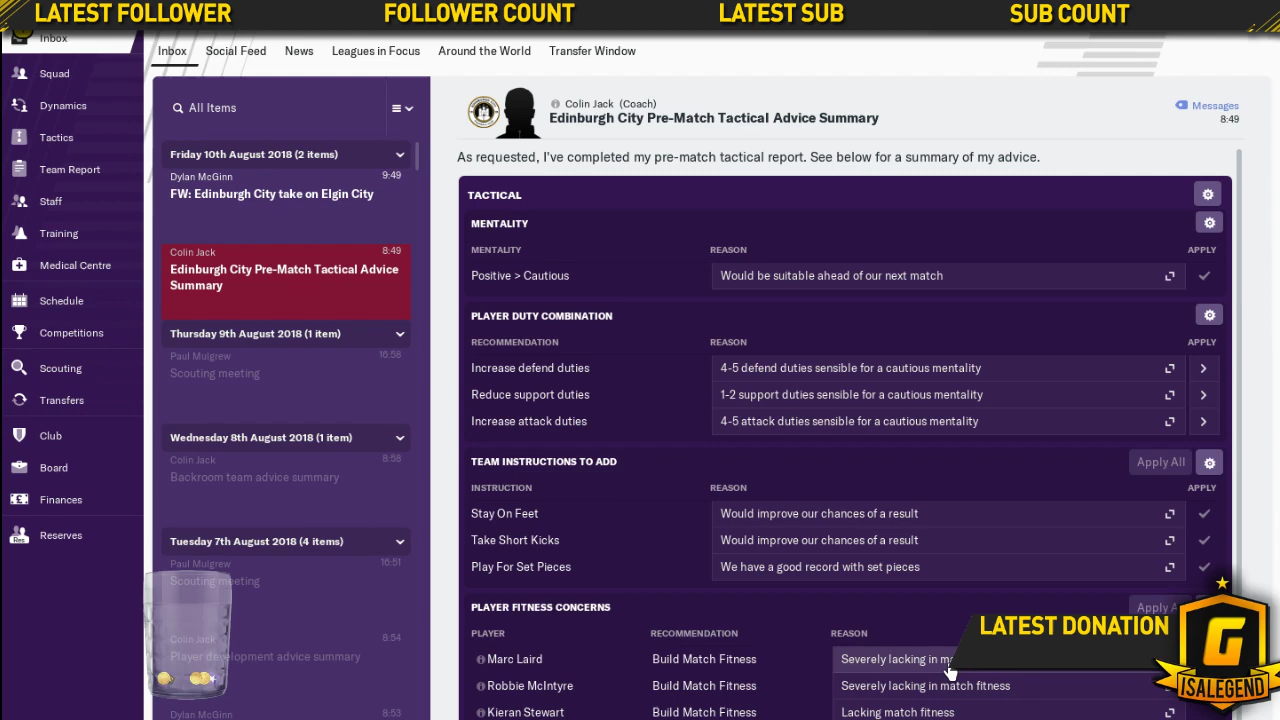 LATEST FOLLOWER
FOLLOWER COUNT
LATEST SUB
SUB COUNT
Inbox
Squad
Dynamics
Tactics
Team Report
Staff
Training
Medical Centre
Schedule
Competitions
Scouting
Transfers
Club
Board
Finances
Res
Reserves
Inbox
Social Feed
News
Leagues in Focus
Around the World
Transfer Window
All Items
Friday 10th August 2018 (2 items)
Dylan McGinn
9:49
FW: Edinburgh City take on Elgin City
Colin Jack
8:49
Edinburgh City Pre-Match Tactical Advice
Summary
Thursday 9th August 2018 (1 item)
Paul Mulgrew
16:58
Scouting meeting
Wednesday 8th August 2018 (1 item)
Colin Jack
8:58
Backroom team advice summary
Tuesday 7th August 2018 (4 items)
Paul Mulgrew
16:51
Scouting meeting
Colin Jack
8:54
Player development advice summary
Dylan McGinn
8:53
Colin Jack (Coach)
Edinburgh City Pre-Match Tactical Advice Summary
Messages
8:49
As requested, I've completed my pre-match tactical report. See below for a summary of my advice.
TACTICAL
MENTALITY
MENTALITY
REASON
APPLY
Positive > Cautious
Would be suitable ahead of our next match
PLAYER DUTY COMBINATION
RECOMMENDATION
REASON
APPLY
Increase defend duties
4-5 defend duties sensible for a cautious mentality
Reduce support duties
1-2 support duties sensible for a cautious mentality
Increase attack duties
4-5 attack duties sensible for a cautious mentality
TEAM INSTRUCTIONS TO ADD
Apply All
INSTRUCTION
REASON
APPLY
Stay On Feet
Would improve our chances of a result
Take Short Kicks
Would improve our chances of a result
Play For Set Pieces
We have a good record with set pieces
PLAYER FITNESS CONCERNS
Apply
PLAYER
RECOMMENDATION
REASON
Marc Laird
Build Match Fitness
Severely lacking in
Robbie McIntyre
Build Match Fitness
Severely lacking in match fitness
Kieran Stewart
Build Match Fitness
Lacking match fitness
LATEST DONATION
G
ISALEGEND